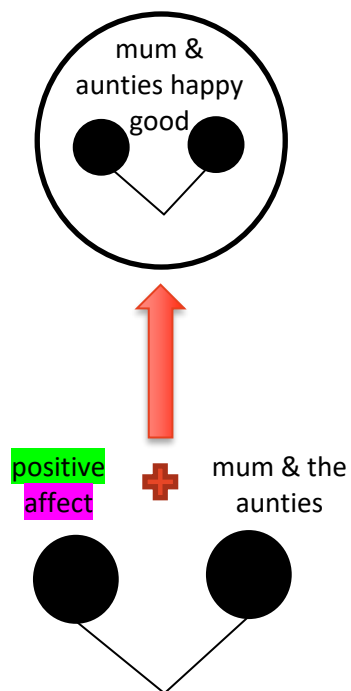 mum &
aunties happy
good
positive
affect
mum & the
aunties